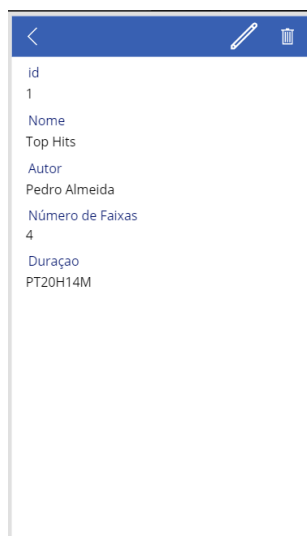 id
1
Nome
Top Hits
Autor
Pedro Almeida
Número de Faixas
4
Duraçao
PT20H14M